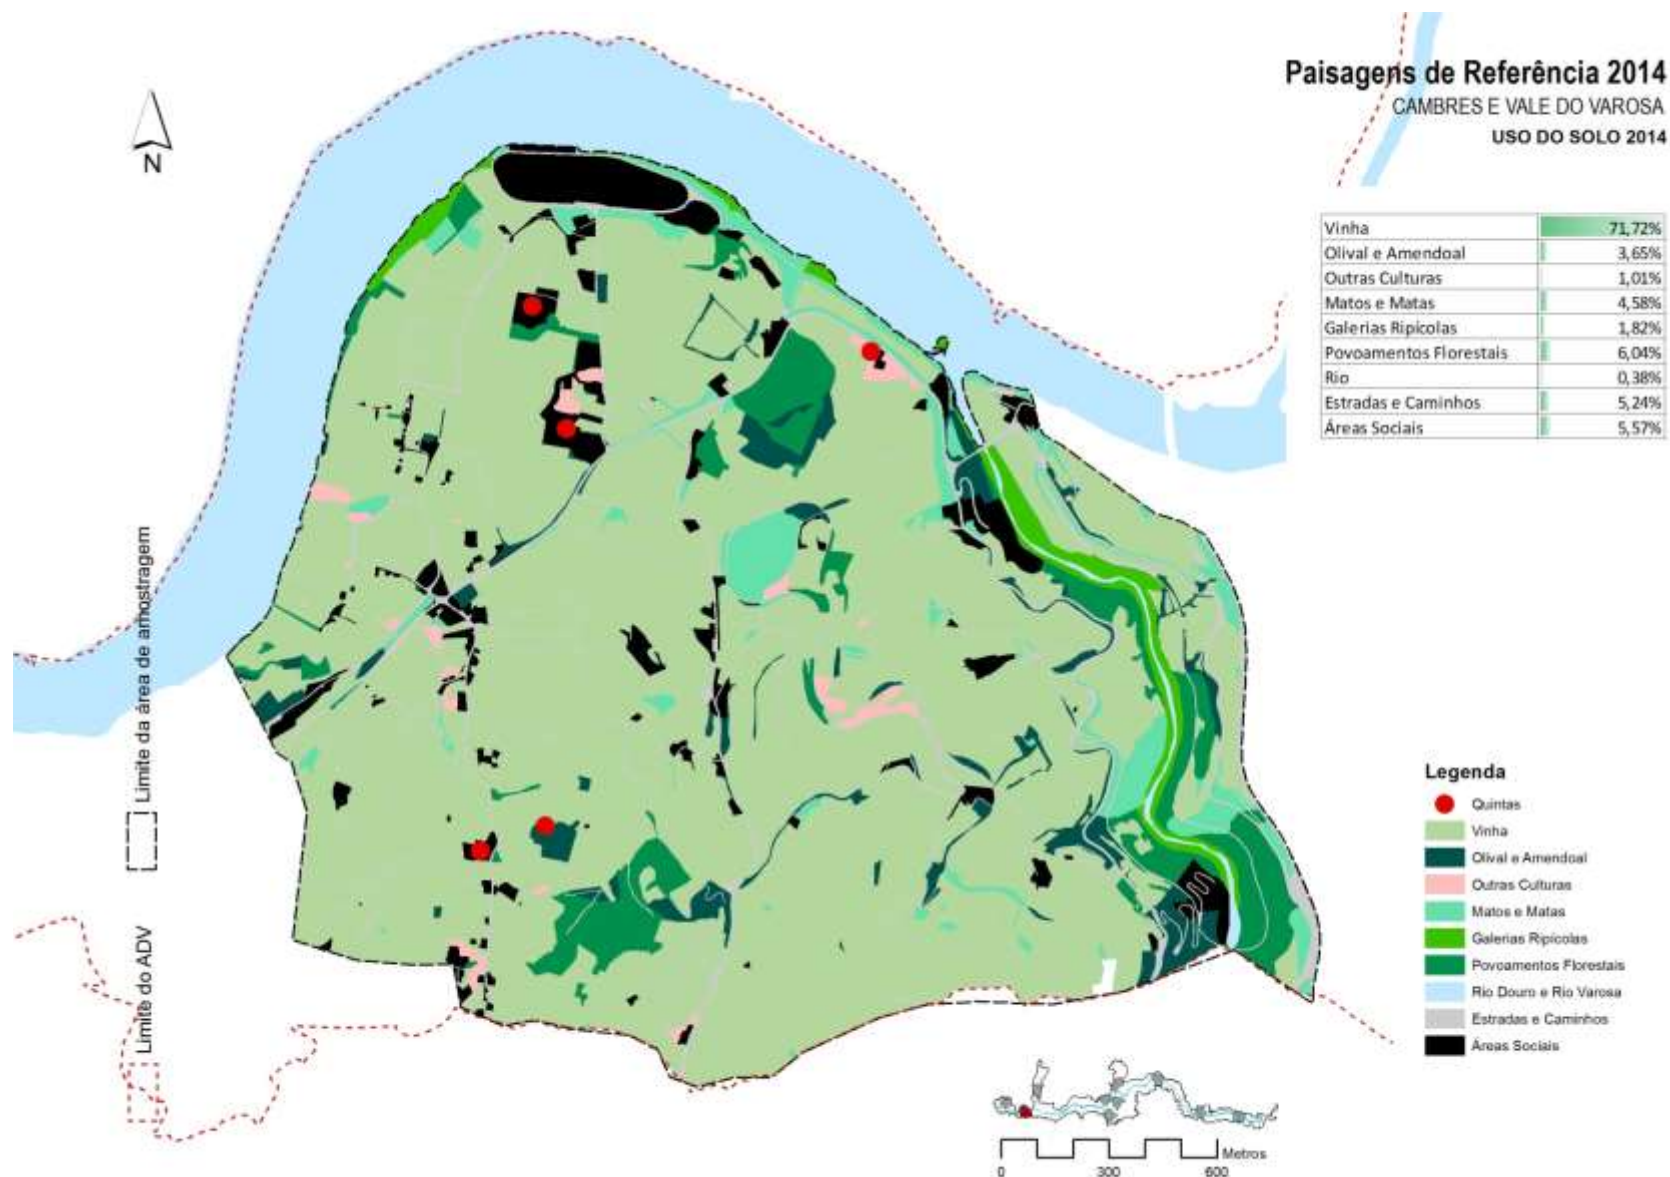 Paisagens de Referência 2014
CAMBRES E VALE DO VAROSA
USO DO SOLO 2014
N
Vinha 71,72%
Olival e Amendoal 3,65%
Outras Culturas 1,01%
Matos e Matas 4,58%
Galerias Ripícolas 1,82%
Povoamentos Florestais 6,04%
Rio 0,38%
Estradas e Caminhos 5,24%
Áreas Sociais 5,57%
Limite da área de amostragem
Limite do ADV
Legenda
Quintas
Vinha
Olival e Amendoal
Outras Culturas
Matos e Matas
Galerias Ripícolas
Povoamentos Florestais
Rio Douro e Rio Varosa
Estradas e Caminhos
Áreas Sociais
Metros
0 300 600